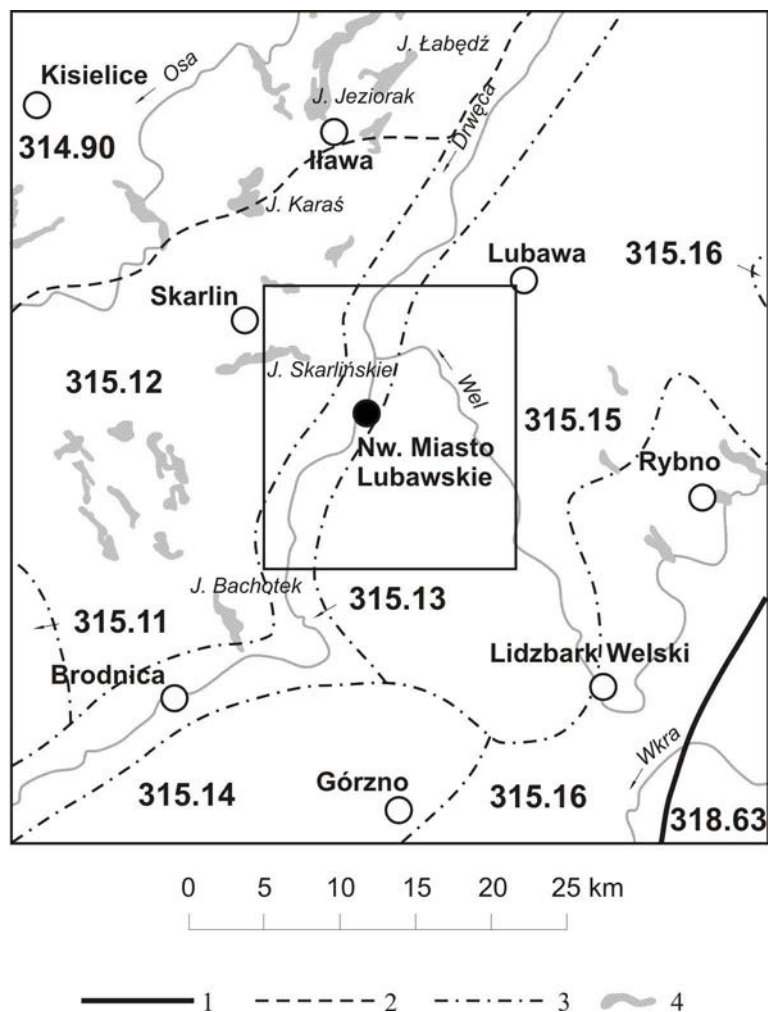 J. Łabędź
Kisielice
Osa
J. Jeziorak
Drwęca
314.90
Iława
J. Karaś
Lubawa
315.16
Skarlin
J. Skarlińskie
315.12
Wel
315.15
Nw. Miasto
Lubawskie
Rybno
J. Bachotek
315.13
315.11
Lidzbark Welski
Brodnica
Wkra
315.14
Górzno
315.16
318.63
0 5 10 15 20 25 km
1 2 3 4